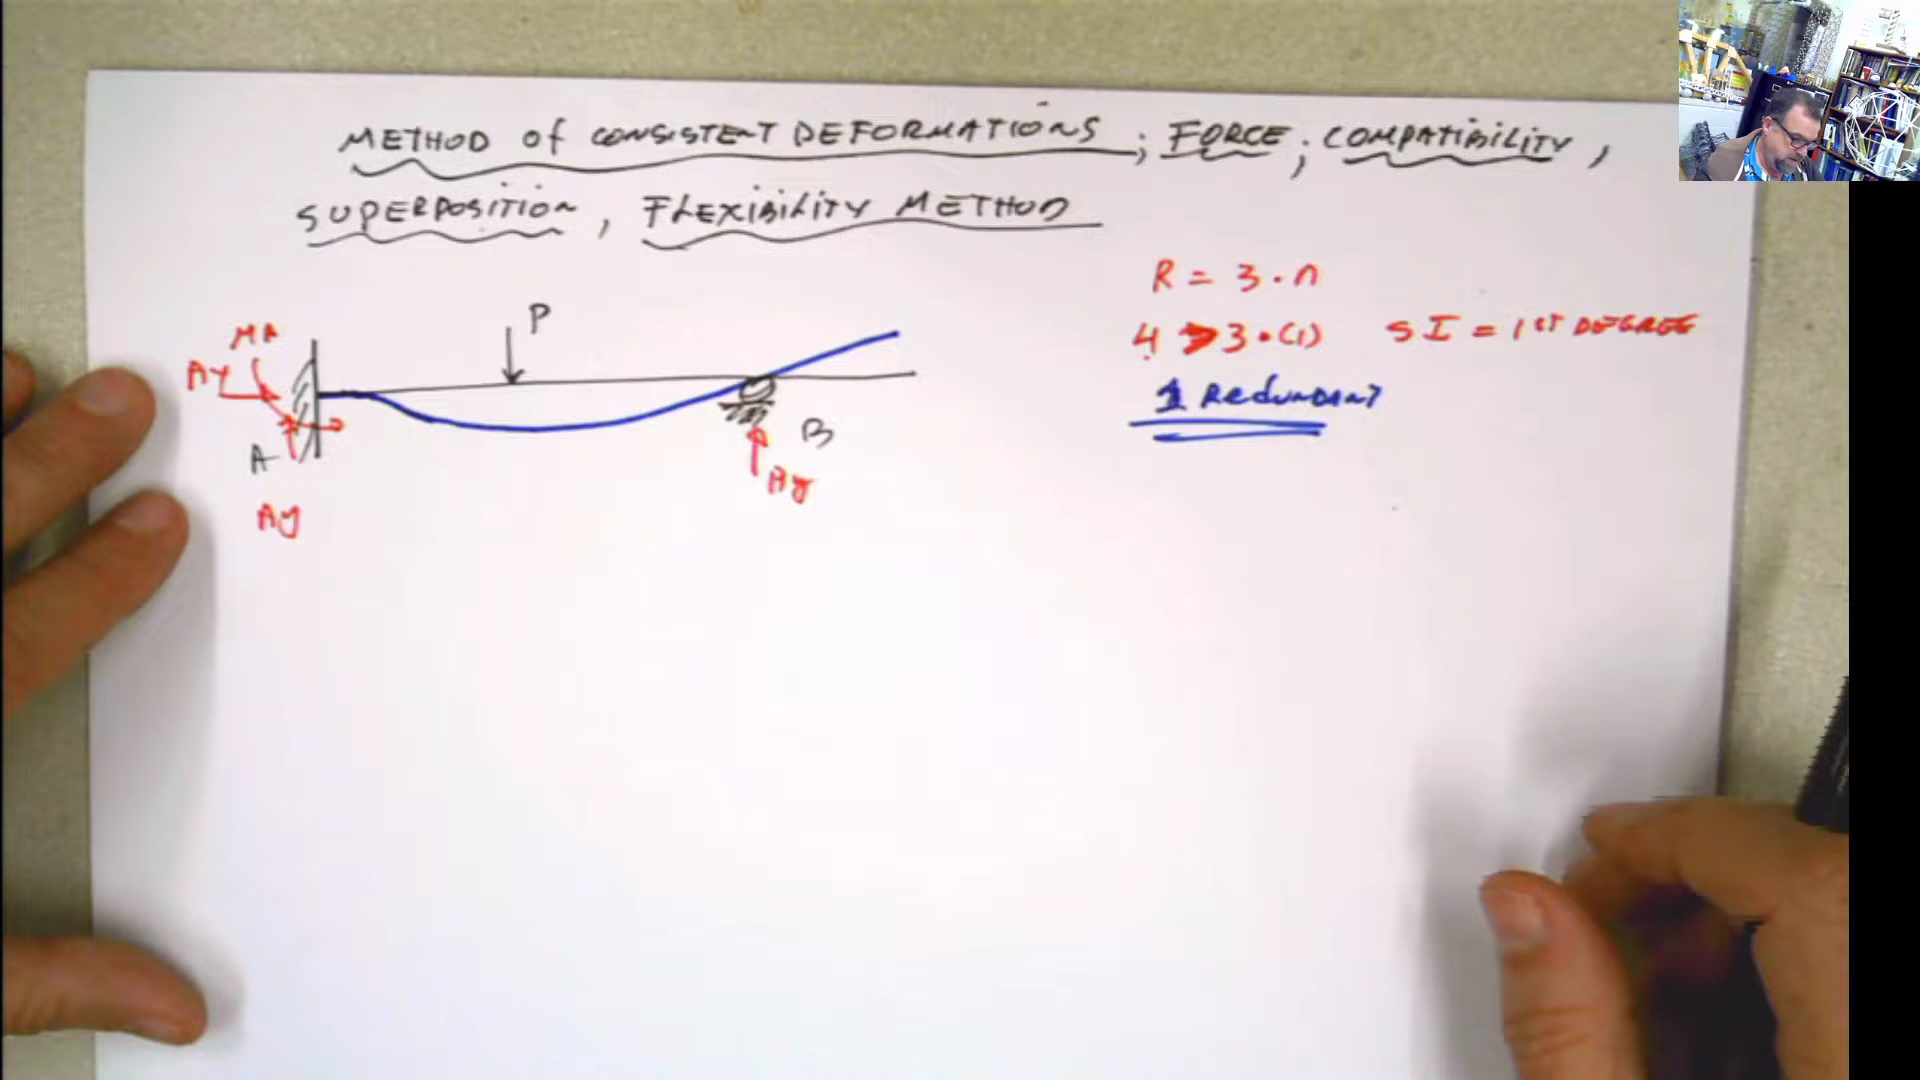 METHOD of CONSISTENT DEFORMATIONS ; FORCE ; COMPATIBILITY ,
SUPERPOSITION , FLEXIBILITY METHOD
R = 3 · n
4 > 3 · (1) SI = 1ST DEGREE
1 Redundant
P
MA
Ay
A
B
Ay
Ay